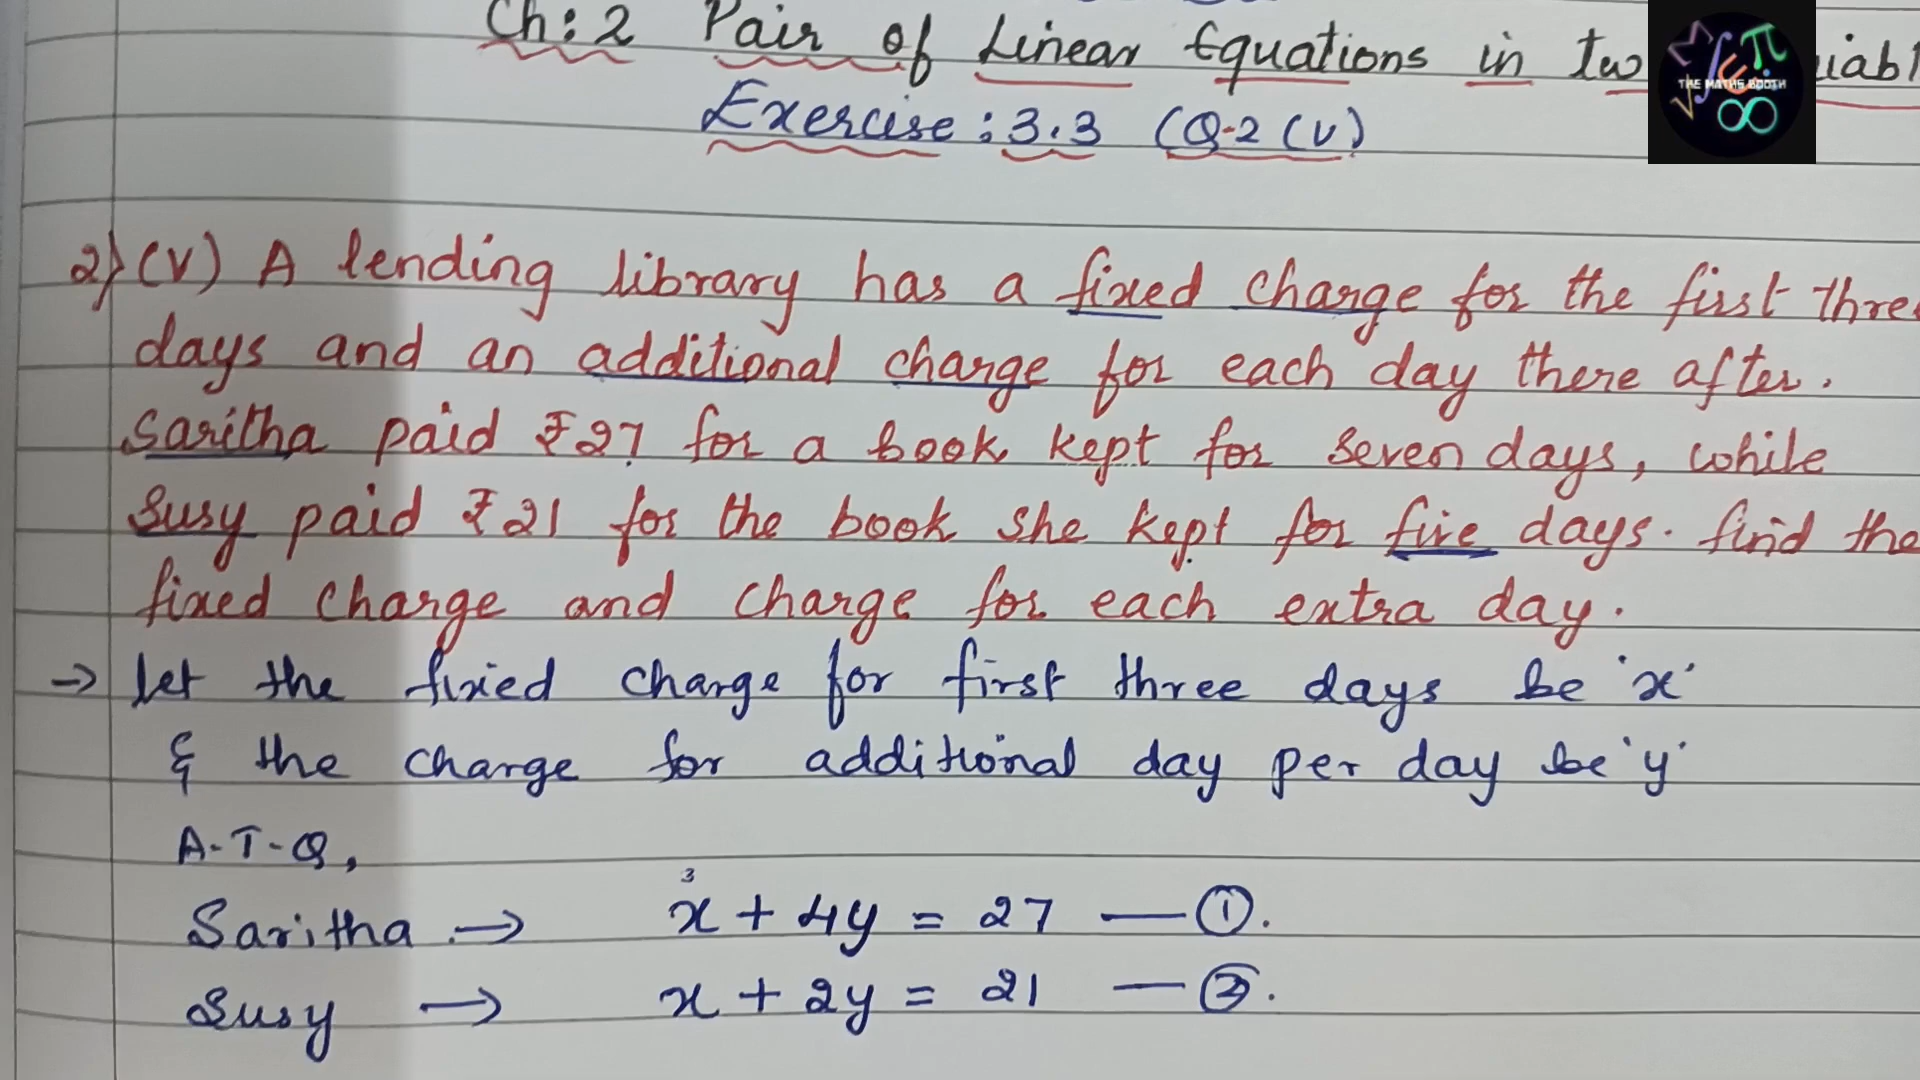 Ch: 2 Pair of Linear Equations in
THE MATHS BOOTH
Exercise: 3.3 (Q-2 (V)
2) (V) A lending library has a fixed charge for the first
days and an additional charge for each day there after.
Saritha paid ₹27 for a book kept for seven days, while
Susy paid ₹21 for the book she kept for five days. find the
fixed charge and charge for each extra day.
→ let the fixed charge for first three days be 'x'
& the charge for additional day per day be 'y'
A-T-Q,
3
Saritha → x + 4y = 27 — ①.
Susy → x + 2y = 21 — ②.